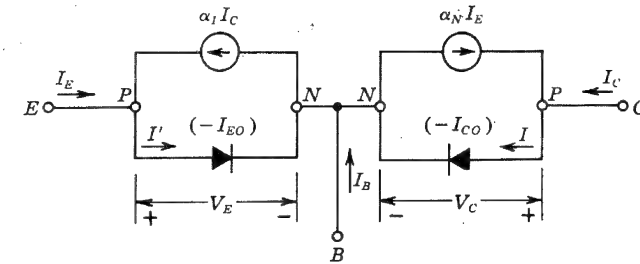 α_I I_C
α_N I_E
I_E
I_C
E
P
N
N
P
C
I'
(−I_EO)
(−I_CO)
I
I_B
V_E
V_C
+
−
−
+
B